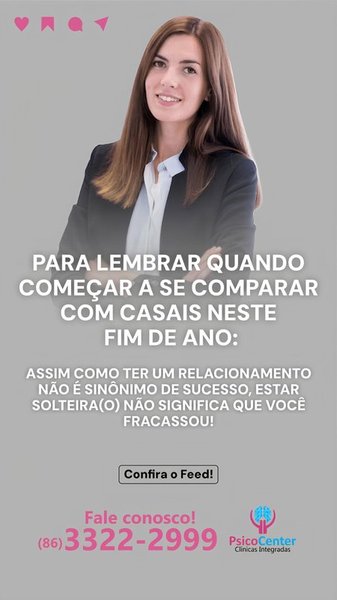 PARA LEMBRAR QUANDO
COMEÇAR A SE COMPARAR
COM CASAIS NESTE
FIM DE ANO:
ASSIM COMO TER UM RELACIONAMENTO
NÃO É SINÔNIMO DE SUCESSO, ESTAR
SOLTEIRA(O) NÃO SIGNIFICA QUE VOCÊ
FRACASSOU!
Confira o Feed!
Fale conosco!
(86) 3322-2999
PsicoCenter
Clínicas Integradas